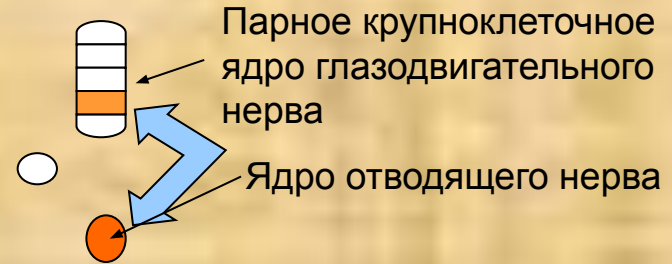 Парное крупноклеточное
ядро глазодвигательного
нерва
Ядро отводящего нерва